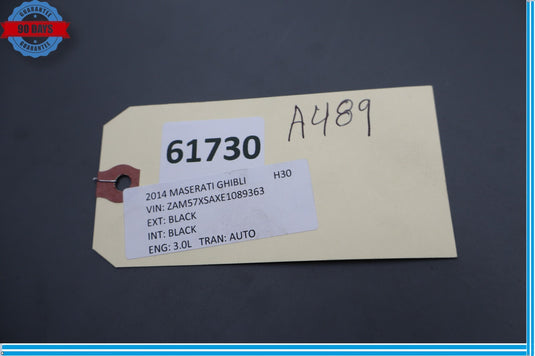 GUARANTEE
90 DAYS
GUARANTEE
A489
61730
2014 MASERATI GHIBLI H30
VIN: ZAM57XSAXE1089363
EXT: BLACK
INT: BLACK
ENG: 3.0L TRAN: AUTO